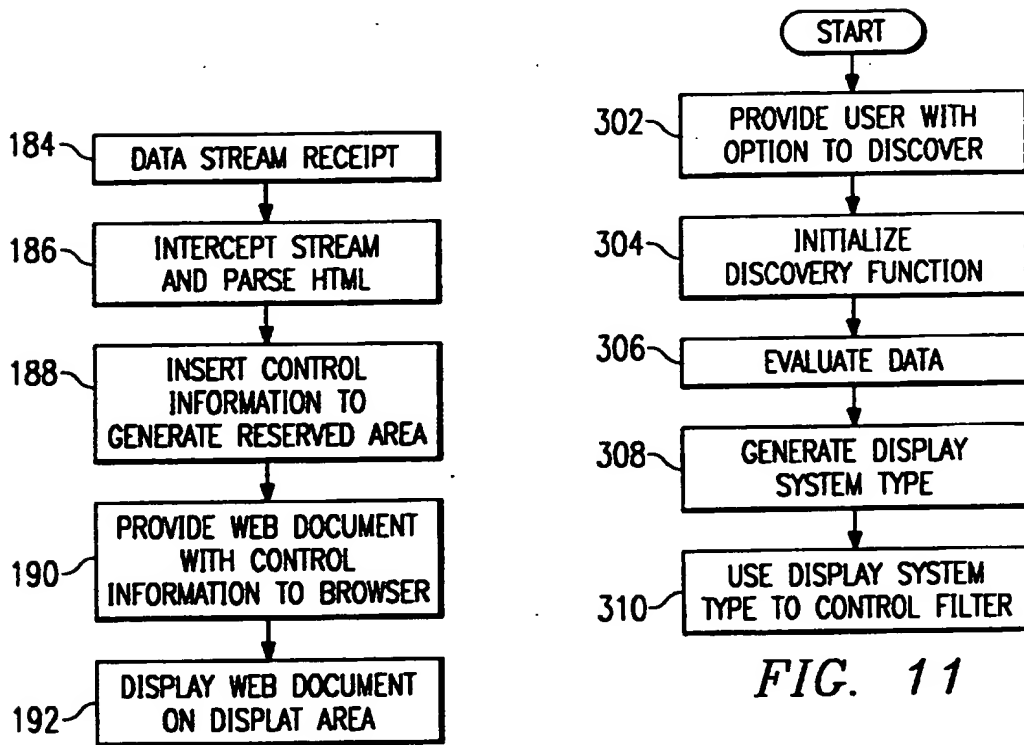 184
DATA STREAM RECEIPT
186
INTERCEPT STREAM
AND PARSE HTML
188
INSERT CONTROL
INFORMATION TO
GENERATE RESERVED AREA
190
PROVIDE WEB DOCUMENT
WITH CONTROL
INFORMATION TO BROWSER
192
DISPLAY WEB DOCUMENT
ON DISPLAT AREA
START
302
PROVIDE USER WITH
OPTION TO DISCOVER
304
INITIALIZE
DISCOVERY FUNCTION
306
EVALUATE DATA
308
GENERATE DISPLAY
SYSTEM TYPE
310
USE DISPLAY SYSTEM
TYPE TO CONTROL FILTER
FIG. 11